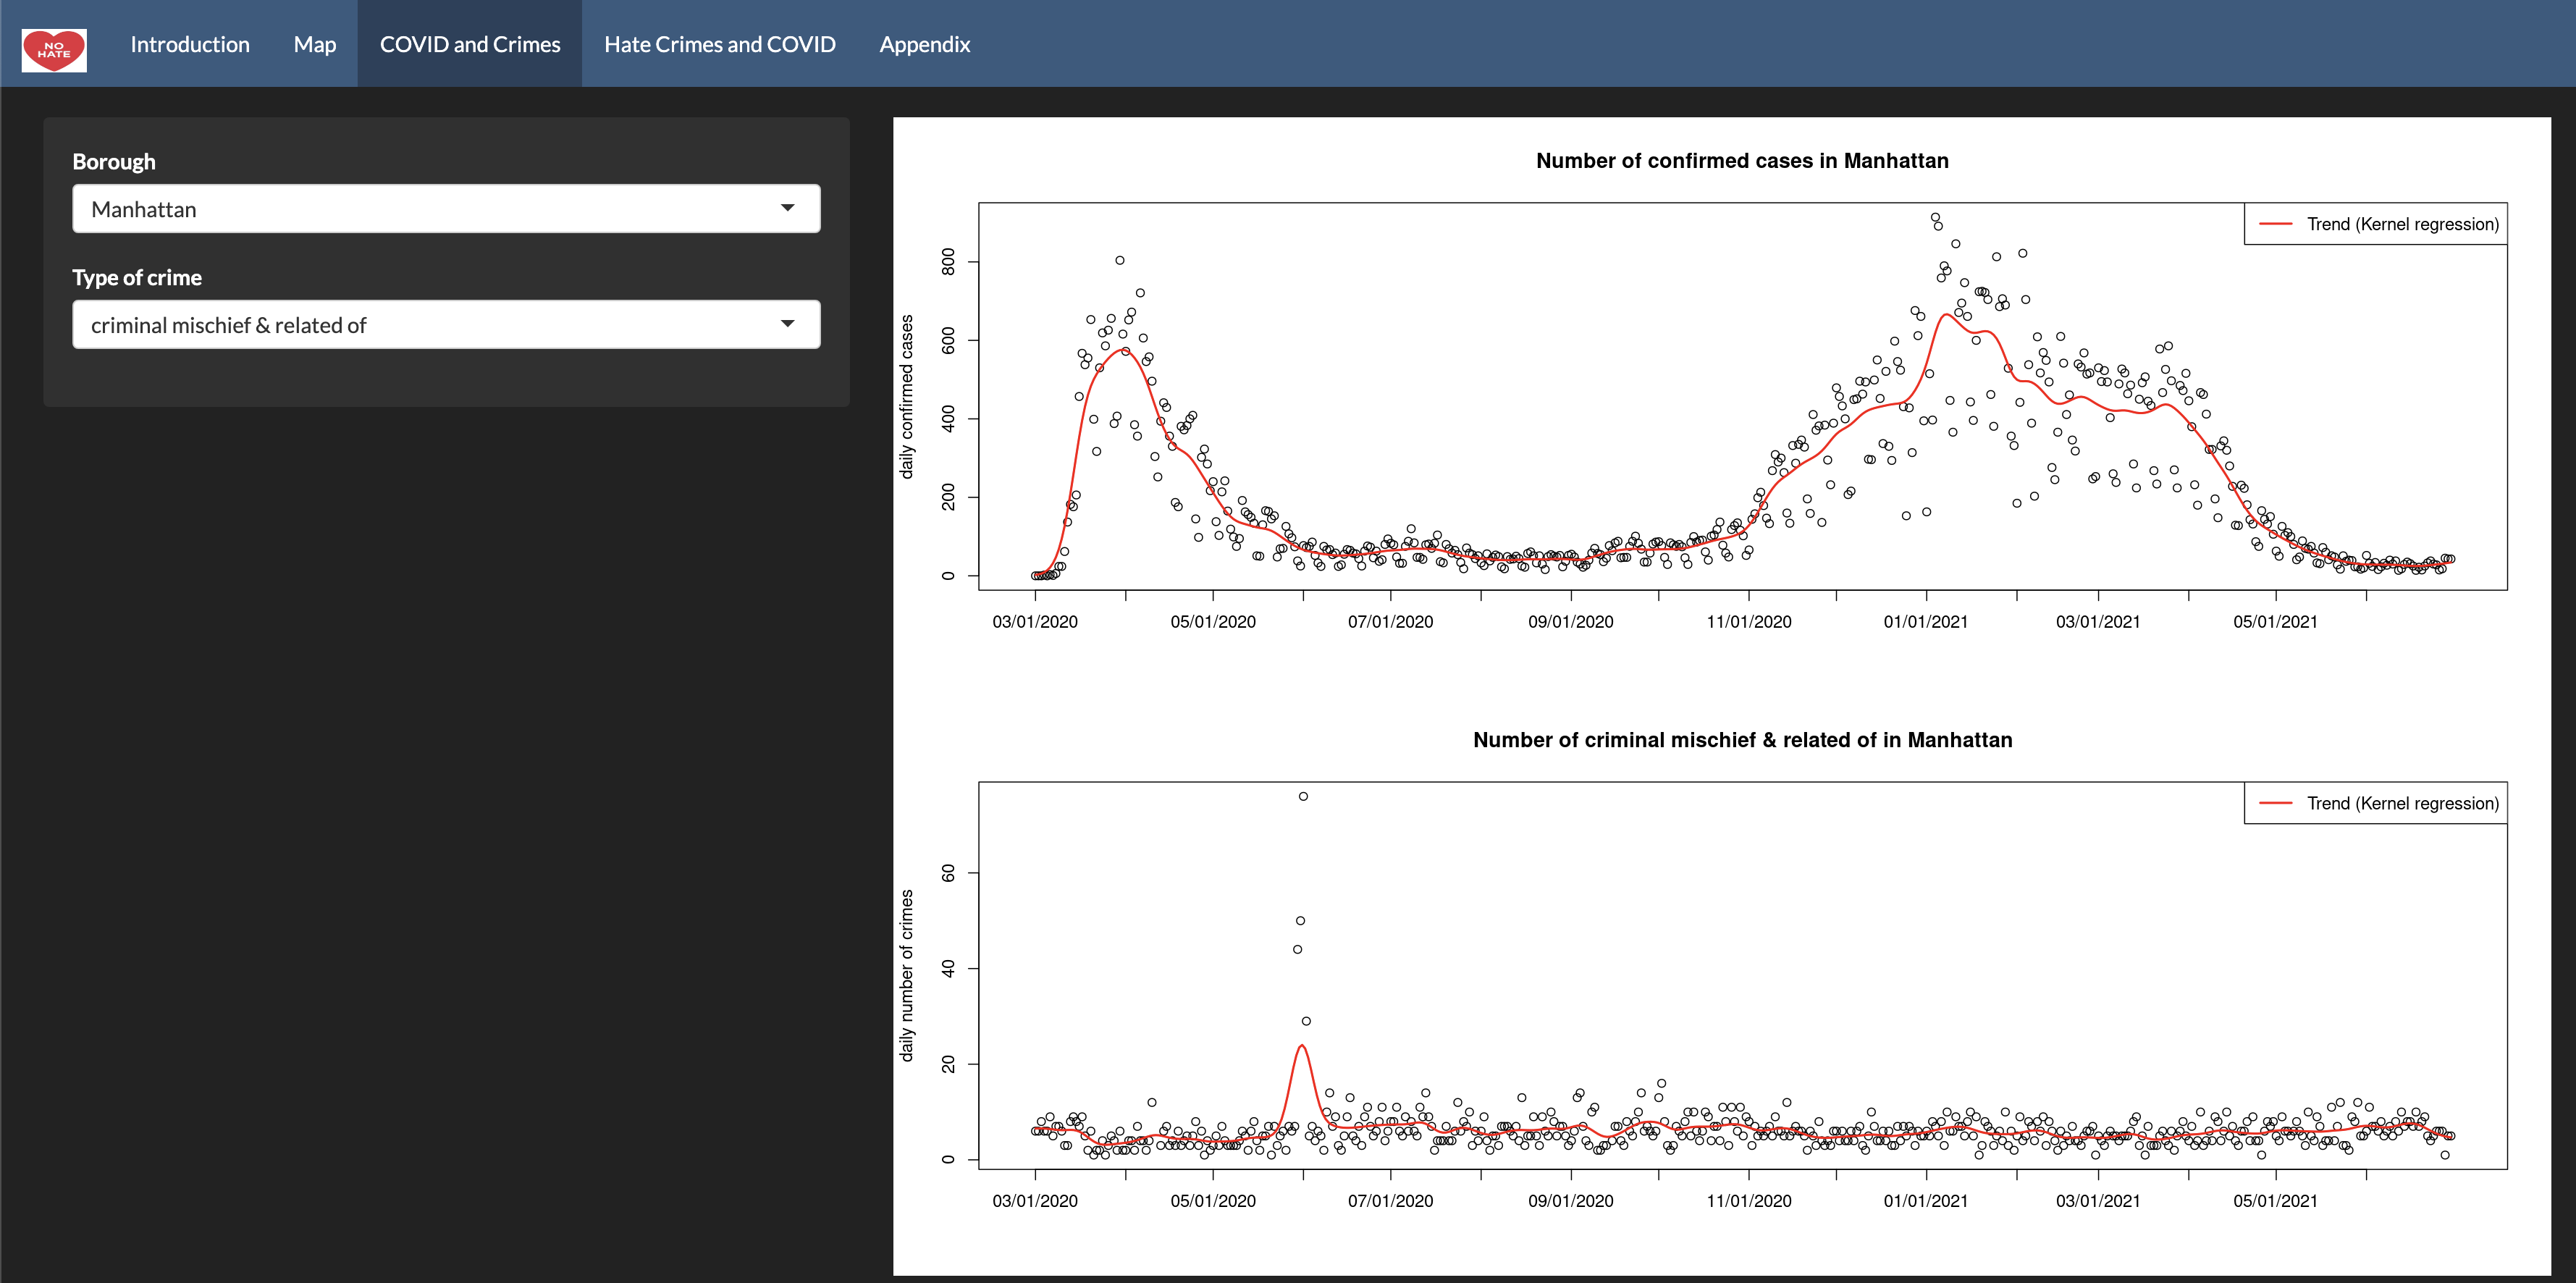 NO
HATE
Introduction
Map
COVID and Crimes
Hate Crimes and COVID
Appendix
Borough
Manhattan
Type of crime
criminal mischief & related of
Number of confirmed cases in Manhattan
Trend (Kernel regression)
daily confirmed cases
800
600
400
200
0
03/01/2020
05/01/2020
07/01/2020
09/01/2020
11/01/2020
01/01/2021
03/01/2021
05/01/2021
Number of criminal mischief & related of in Manhattan
Trend (Kernel regression)
daily number of crimes
60
40
20
0
03/01/2020
05/01/2020
07/01/2020
09/01/2020
11/01/2020
01/01/2021
03/01/2021
05/01/2021